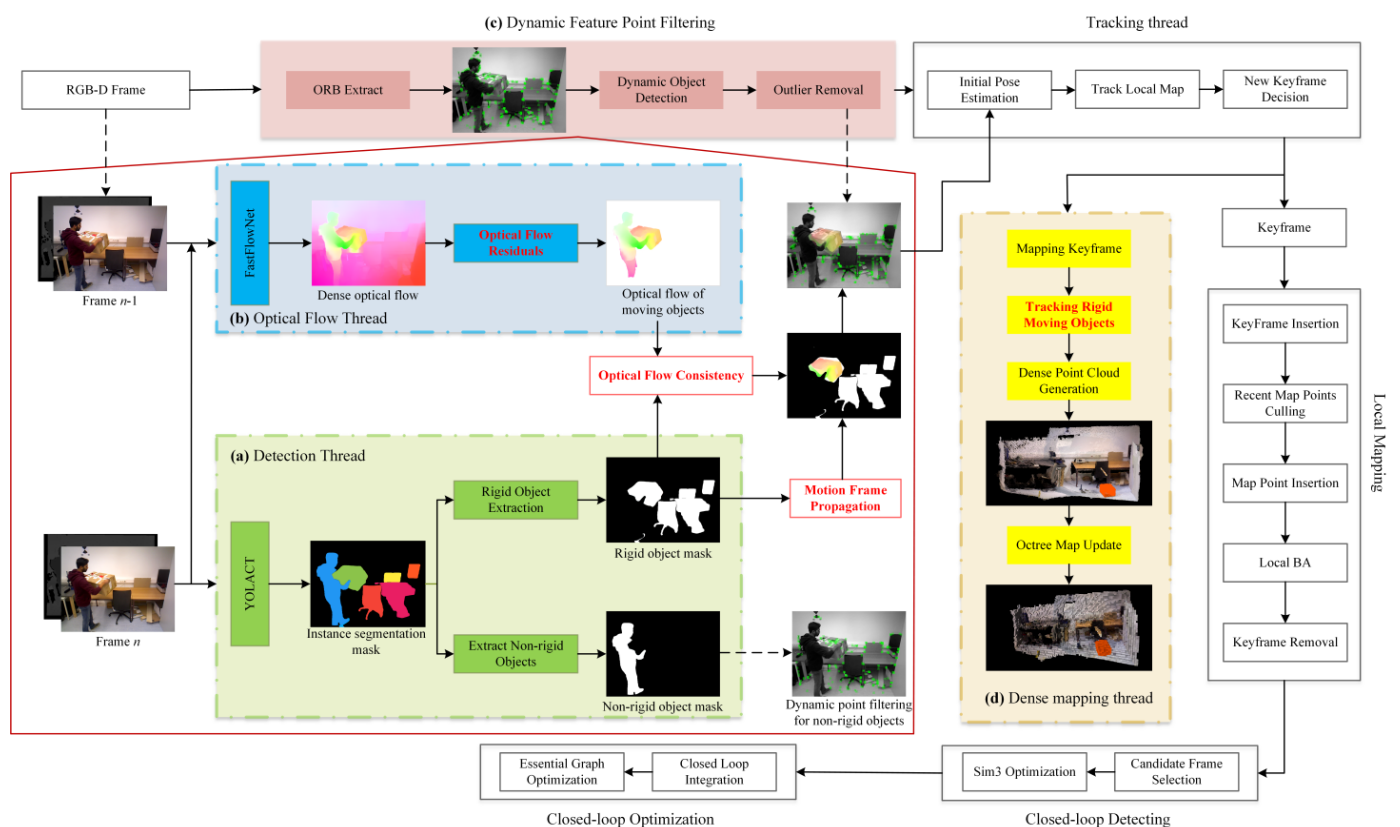 (c) Dynamic Feature Point Filtering
Tracking thread
RGB-D Frame
ORB Extract
Dynamic Object
Detection
Outlier Removal
Initial Pose
Estimation
Track Local Map
New Keyframe
Decision
FastFlowNet
Dense optical flow
Optical Flow
Residuals
Optical flow of
moving objects
(b) Optical Flow Thread
Frame n-1
Optical Flow Consistency
(a) Detection Thread
YOLACT
Instance segmentation
mask
Rigid Object
Extraction
Rigid object mask
Motion Frame
Propagation
Extract Non-rigid
Objects
Non-rigid object mask
Dynamic point filtering
for non-rigid objects
Frame n
Mapping Keyframe
Tracking Rigid
Moving Objects
Dense Point Cloud
Generation
Octree Map Update
(d) Dense mapping thread
Keyframe
KeyFrame Insertion
Recent Map Points
Culling
Map Point Insertion
Local BA
Keyframe Removal
Local Mapping
Essential Graph
Optimization
Closed Loop
Integration
Sim3 Optimization
Candidate Frame
Selection
Closed-loop Optimization
Closed-loop Detecting